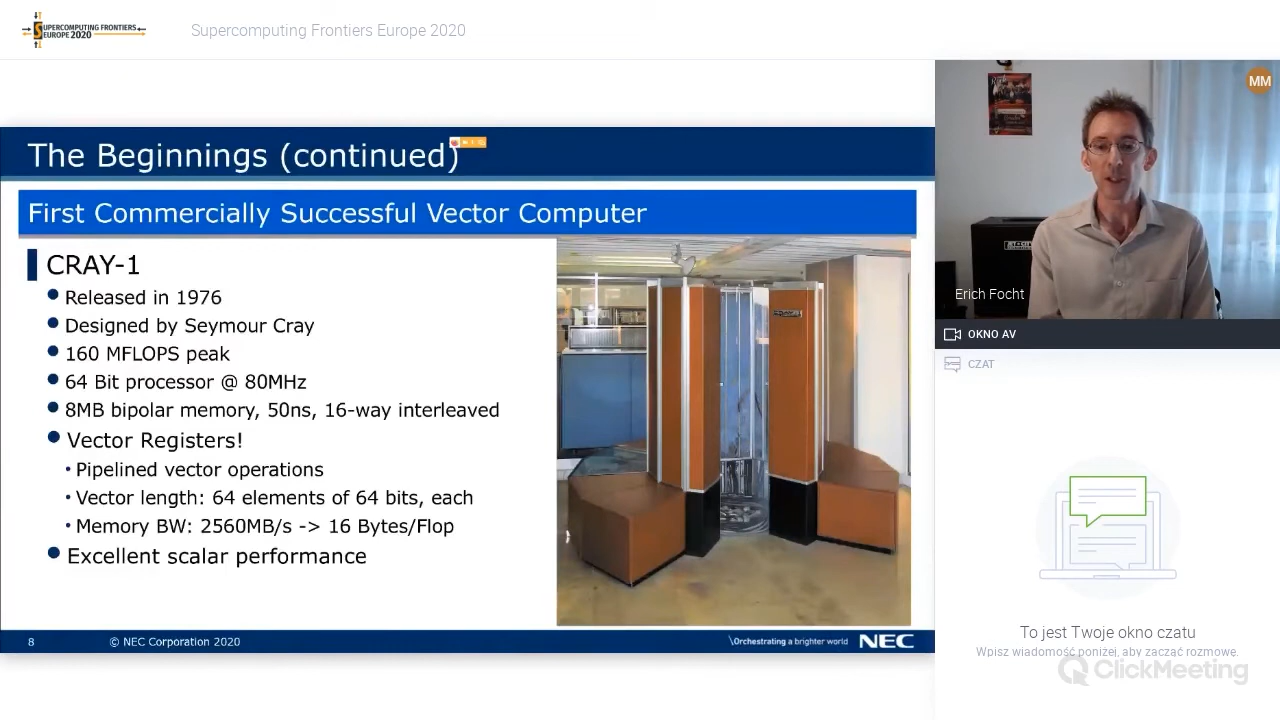 SUPERCOMPUTING FRONTIERS
EUROPE 2020
Supercomputing Frontiers Europe 2020
The Beginnings (continued)
First Commercially Successful Vector Computer
CRAY-1
Released in 1976
Designed by Seymour Cray
160 MFLOPS peak
64 Bit processor @ 80MHz
8MB bipolar memory, 50ns, 16-way interleaved
Vector Registers!
Pipelined vector operations
Vector length: 64 elements of 64 bits, each
Memory BW: 2560MB/s -> 16 Bytes/Flop
Excellent scalar performance
8
© NEC Corporation 2020
\Orchestrating a brighter world
NEC
MM
JET CITY
Erich Focht
OKNO AV
CZAT
To jest Twoje okno czatu
Wpisz wiadomość poniżej, aby zacząć rozmowę.
ClickMeeting